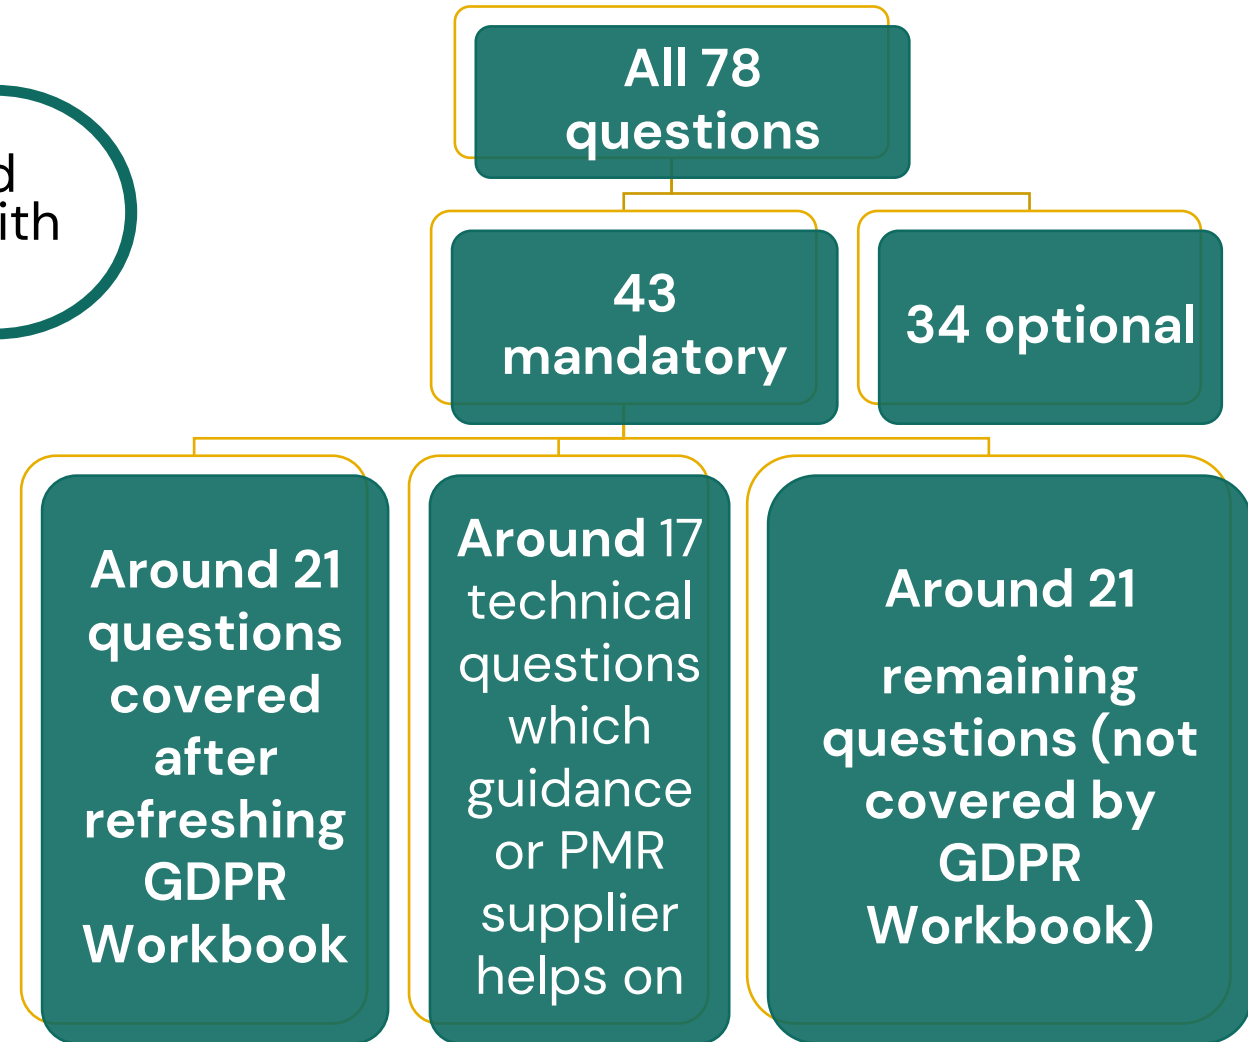 ith
All 78
questions
43
mandatory
34 optional
Around 21
questions
covered
after
refreshing
GDPR
Workbook
Around 17
technical
questions
which
guidance
or PMR
supplier
helps on
Around 21
remaining
questions (not
covered by
GDPR
Workbook)